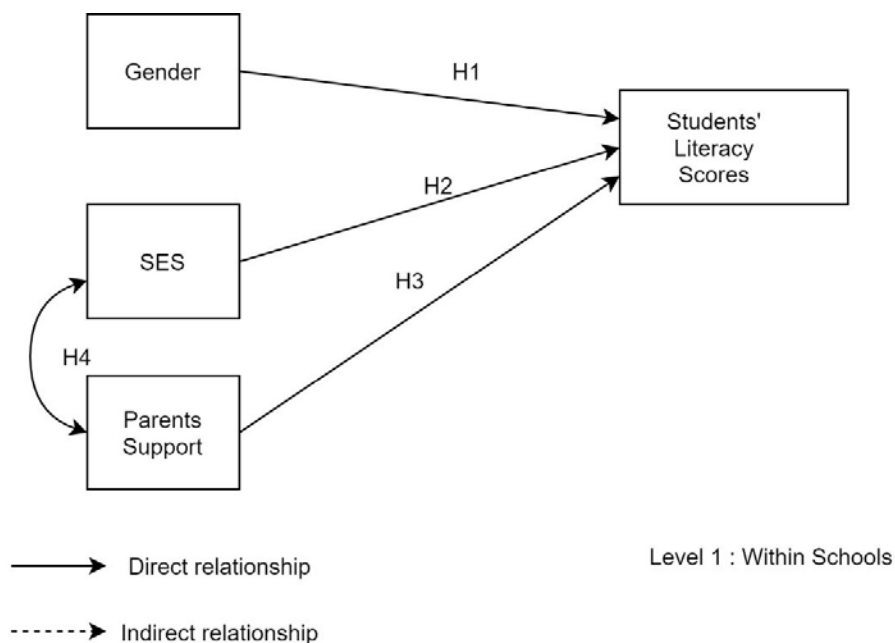 Gender
H1
Students'
Literacy
Scores
H2
SES
H3
H4
Parents
Support
Direct relationship
Level 1 : Within Schools
Indirect relationship